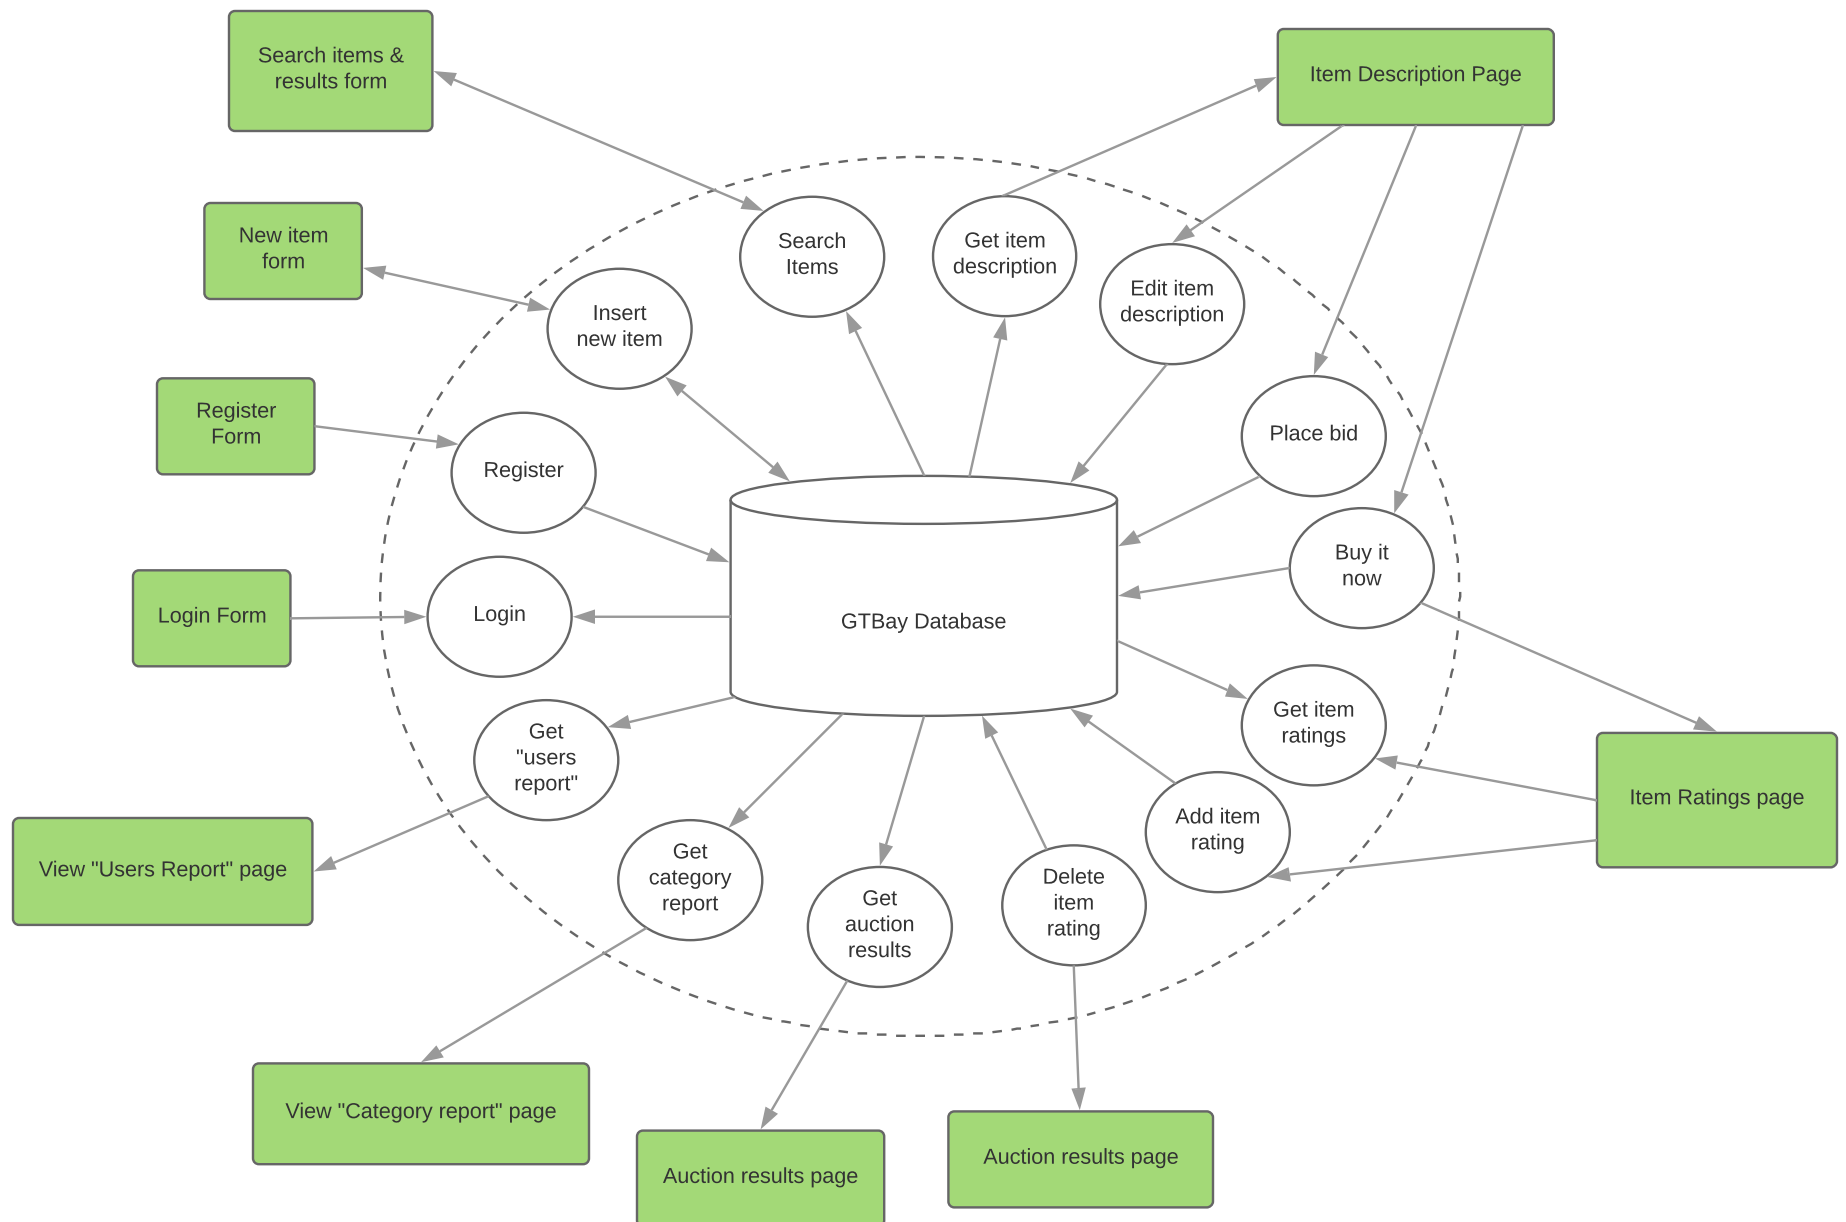 Search items &
results form
Item Description Page
New item
form
Search
Items
Get item
description
Edit item
description
Insert
new item
Register
Form
Place bid
Register
Buy it
now
Login Form
Login
GTBay Database
Get item
ratings
Get
"users
report"
Item Ratings page
Add item
rating
View "Users Report" page
Get
category
report
Get
auction
results
Delete
item
rating
View "Category report" page
Auction results page
Auction results page